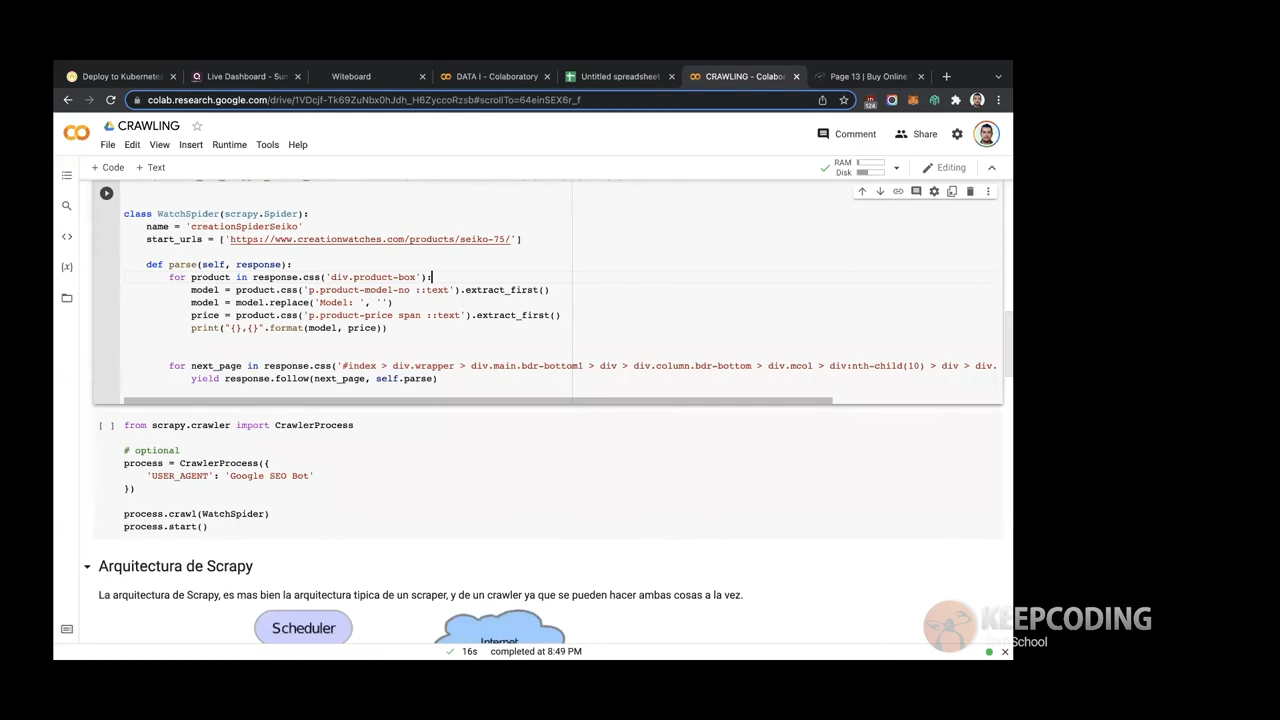 Deploy to Kubernete
Live Dashboard - Sun
Witeboard
DATA I - Colaboratory
Untitled spreadsheet
CRAWLING - Colabo
Page 13 | Buy Online
colab.research.google.com/drive/1VDcjf-Tk69ZuNbx0hJdh_H6ZyccoRzsb#scrollTo=64einSEX6r_f
124
CRAWLING
Comment
Share
File Edit View Insert Runtime Tools Help
+ Code + Text
RAM
Disk
Editing
class WatchSpider(scrapy.Spider):
name = 'creationSpiderSeiko'
start_urls = ['https://www.creationwatches.com/products/seiko-75/']
def parse(self, response):
for product in response.css('div.product-box'):
model = product.css('p.product-model-no ::text').extract_first()
model = model.replace('Model: ', '')
price = product.css('p.product-price span ::text').extract_first()
print("{},{}".format(model, price))
for next_page in response.css('#index > div.wrapper > div.main.bdr-bottom1 > div > div.column.bdr-bottom > div.mcol > div:nth-child(10) > div > div.
yield response.follow(next_page, self.parse)
[ ] from scrapy.crawler import CrawlerProcess
# optional
process = CrawlerProcess({
'USER_AGENT': 'Google SEO Bot'
})
process.crawl(WatchSpider)
process.start()
Arquitectura de Scrapy
La arquitectura de Scrapy, es mas bien la arquitectura tipica de un scraper, y de un crawler ya que se pueden hacer ambas cosas a la vez.
Scheduler
Internet
KEEPCODING
School
16s completed at 8:49 PM